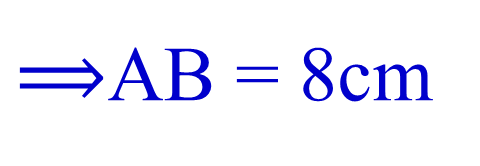 ⟹AB = 8cm